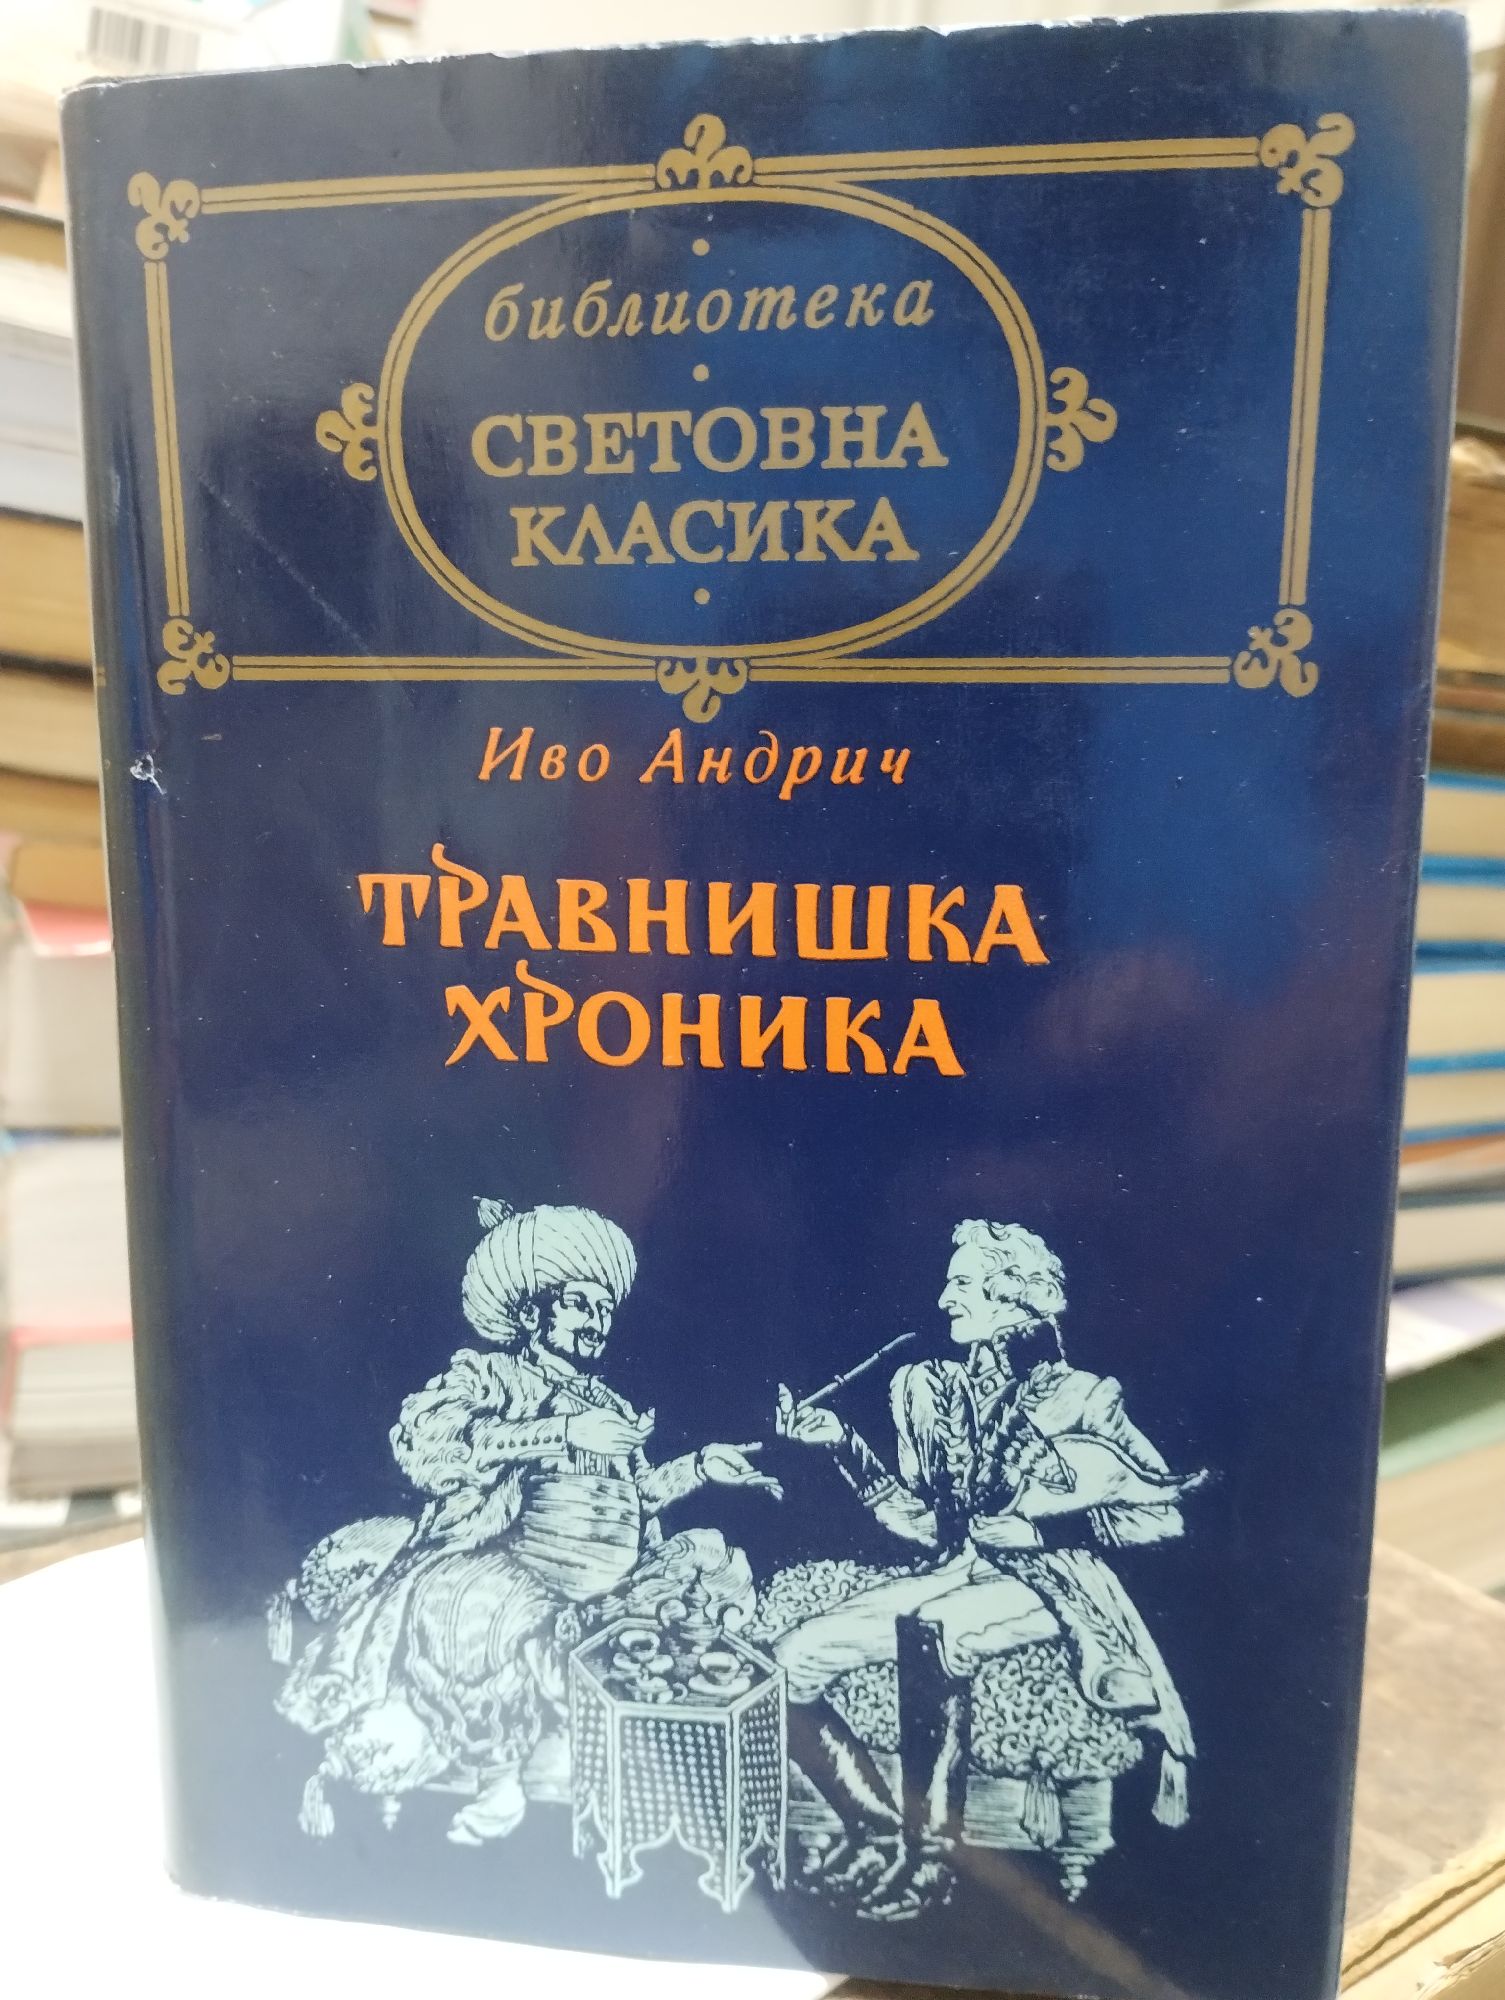 библиотека
СВЕТОВНА
КЛАСИКА
Иво Андрич
ТРАВНИШКА
ХРОНИКА